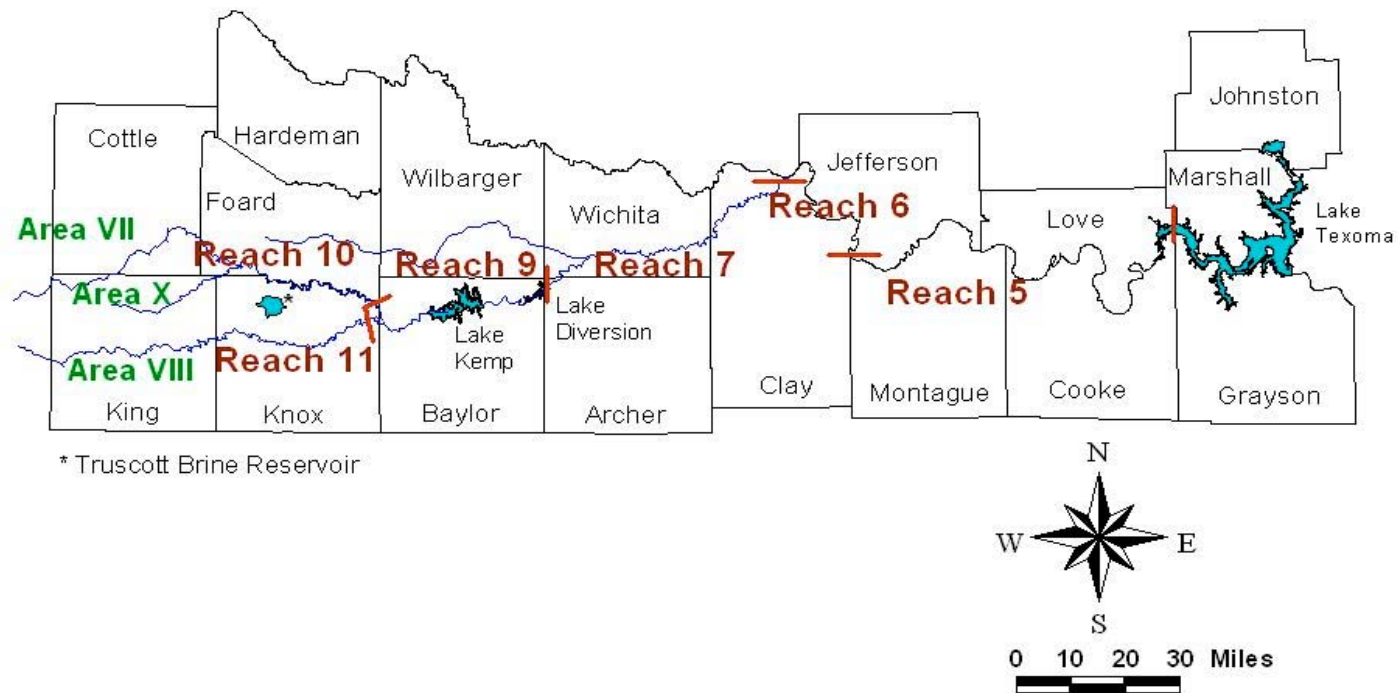 Johnston
Cottle
Hardeman
Jefferson
Marshall
Wilbarger
Foard
Wichita
Reach 6
Love
Lake
Texoma
Area VII
Reach 10
Reach 9
Reach 7
Area X
*
Reach 5
Lake
Diversion
Lake
Kemp
Reach 11
Area VIII
Clay
Montague
Cooke
Grayson
King
Knox
Baylor
Archer
* Truscott Brine Reservoir
N
W
E
S
0 10 20 30 Miles